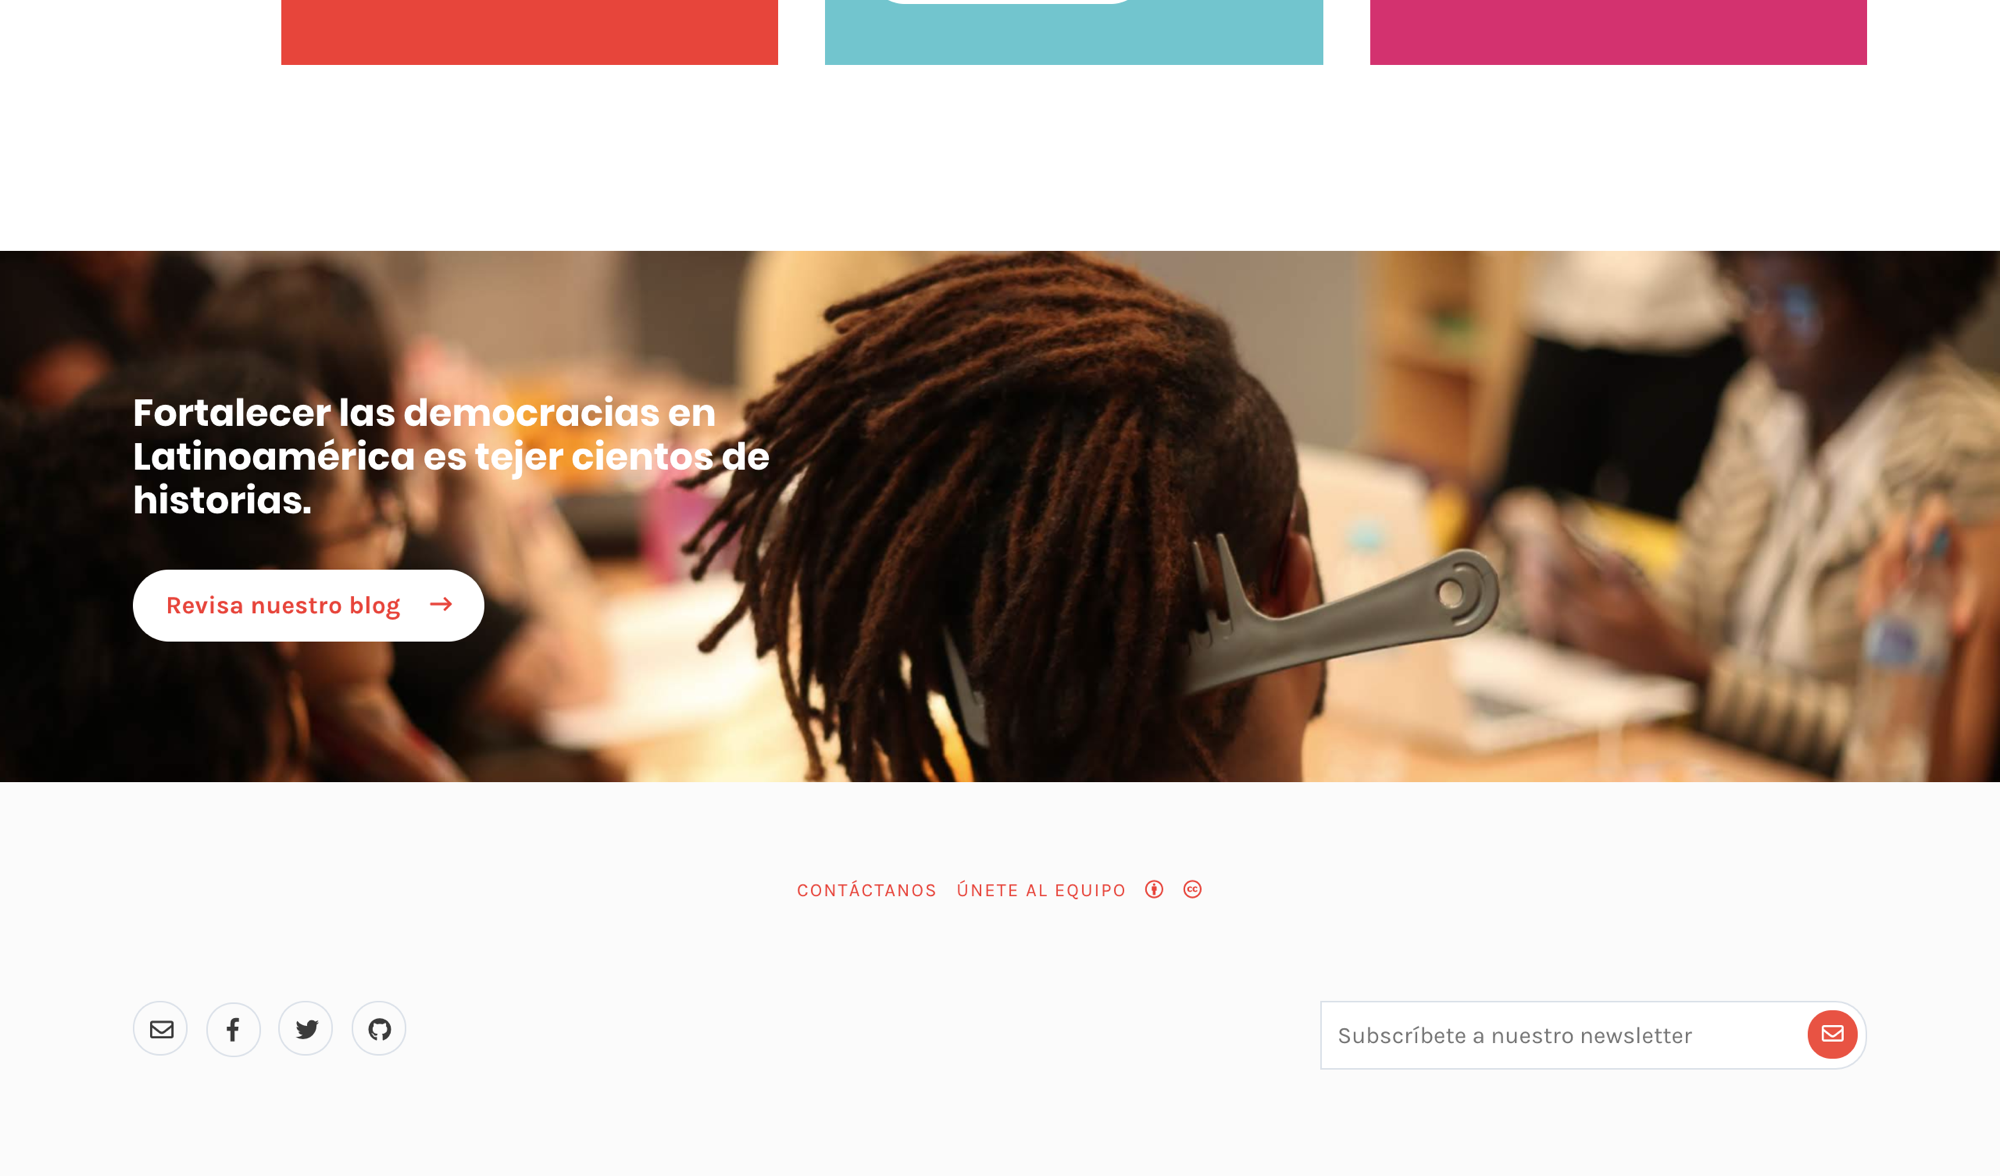 Fortalecer las democracias en
Latinoamérica es tejer cientos de
historias.
Revisa nuestro blog
CONTÁCTANOS ÚNETE AL EQUIPO
Subscríbete a nuestro newsletter